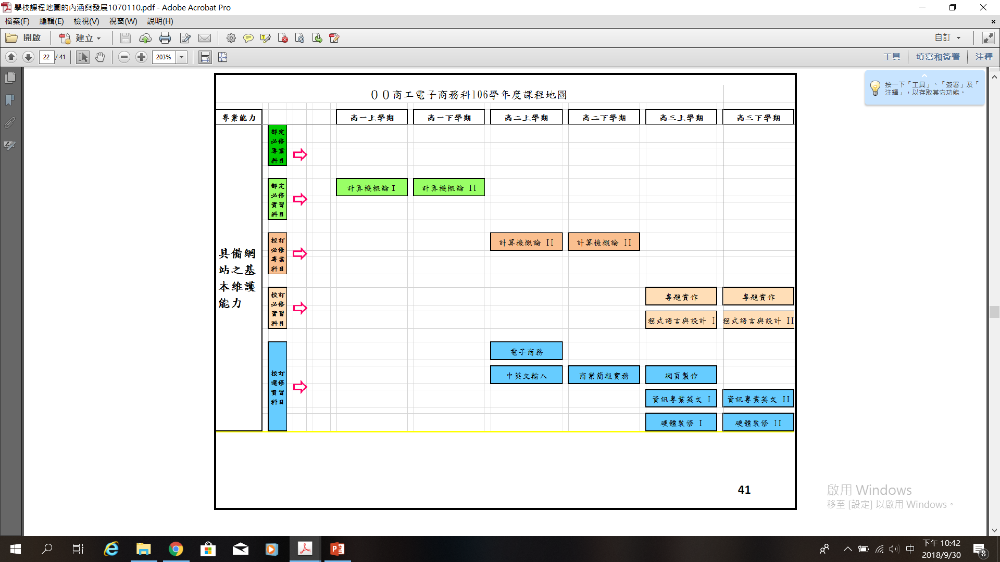 學校課程地圖的內涵與發展1070110.pdf - Adobe Acrobat Pro
檔案(F) 編輯(E) 檢視(V) 視窗(W) 說明(H)
開啟 建立 自訂
22 / 41 203% 工具 填寫和簽署 注釋
按一下「工具」、「簽署」及「
注釋」，以存取其它功能。
００商工電子商務科106學年度課程地圖
專業能力 高一上學期 高一下學期 高二上學期 高二下學期 高三上學期 高三下學期
部定
必修
專業
科目
部定
必修
實習
科目
計算機概論 I 計算機概論 II
校訂
必修
專業
科目
計算機概論 II 計算機概論 II
具備網
站之基
本維護
能力
校訂
必修
實習
科目
專題實作 專題實作
程式語言與設計 I 程式語言與設計 II
校訂
選修
實習
科目
電子商務
中英文輸入 商業簡報實務 網頁製作
資訊專業英文 I 資訊專業英文 II
硬體裝修 I 硬體裝修 II
41
啟用 Windows
移至 [設定] 以啟用 Windows。
中 下午 10:42
2018/9/30
8